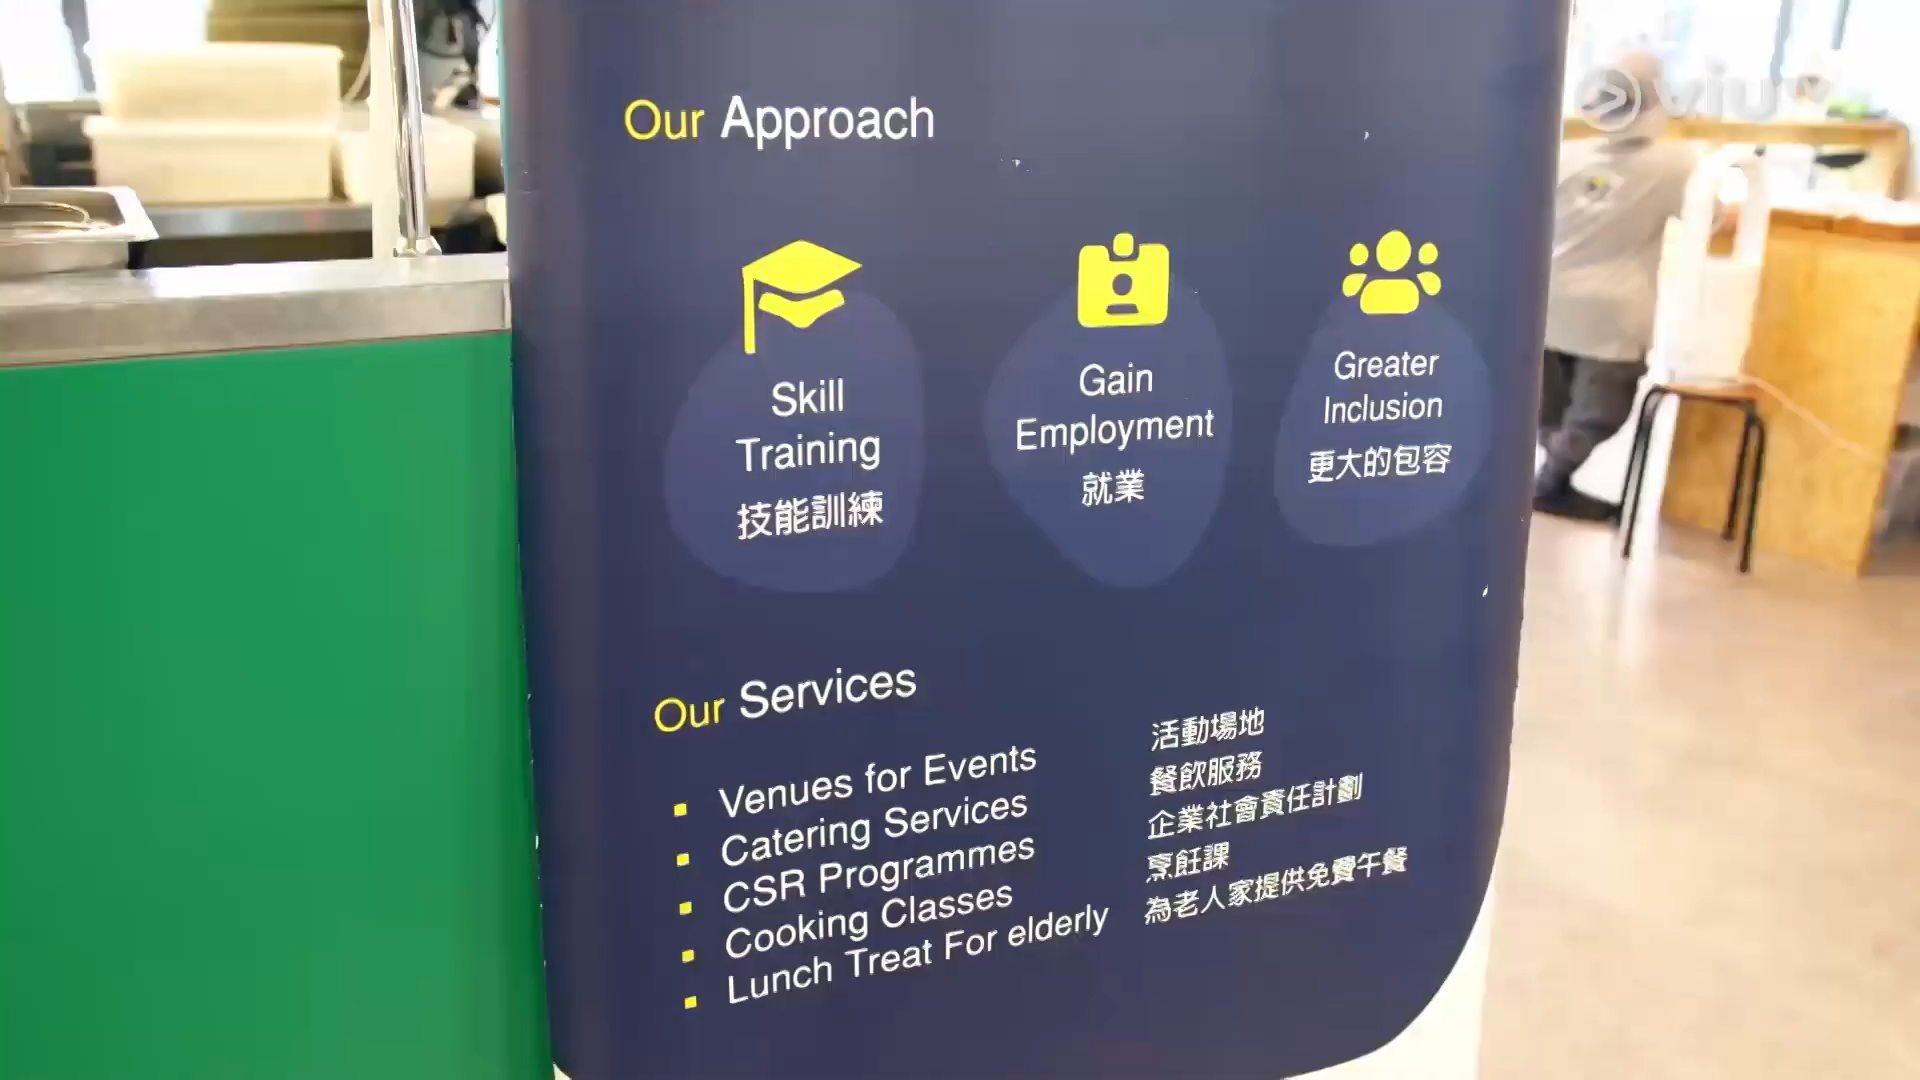 viuTV
Our Approach
Skill
Training
技能訓練
Gain
Employment
就業
Greater
Inclusion
更大的包容
Our Services
Venues for Events
Catering Services
CSR Programmes
Cooking Classes
Lunch Treat For elderly
活動場地
餐飲服務
企業社會責任計劃
烹飪課
為老人家提供免費午餐